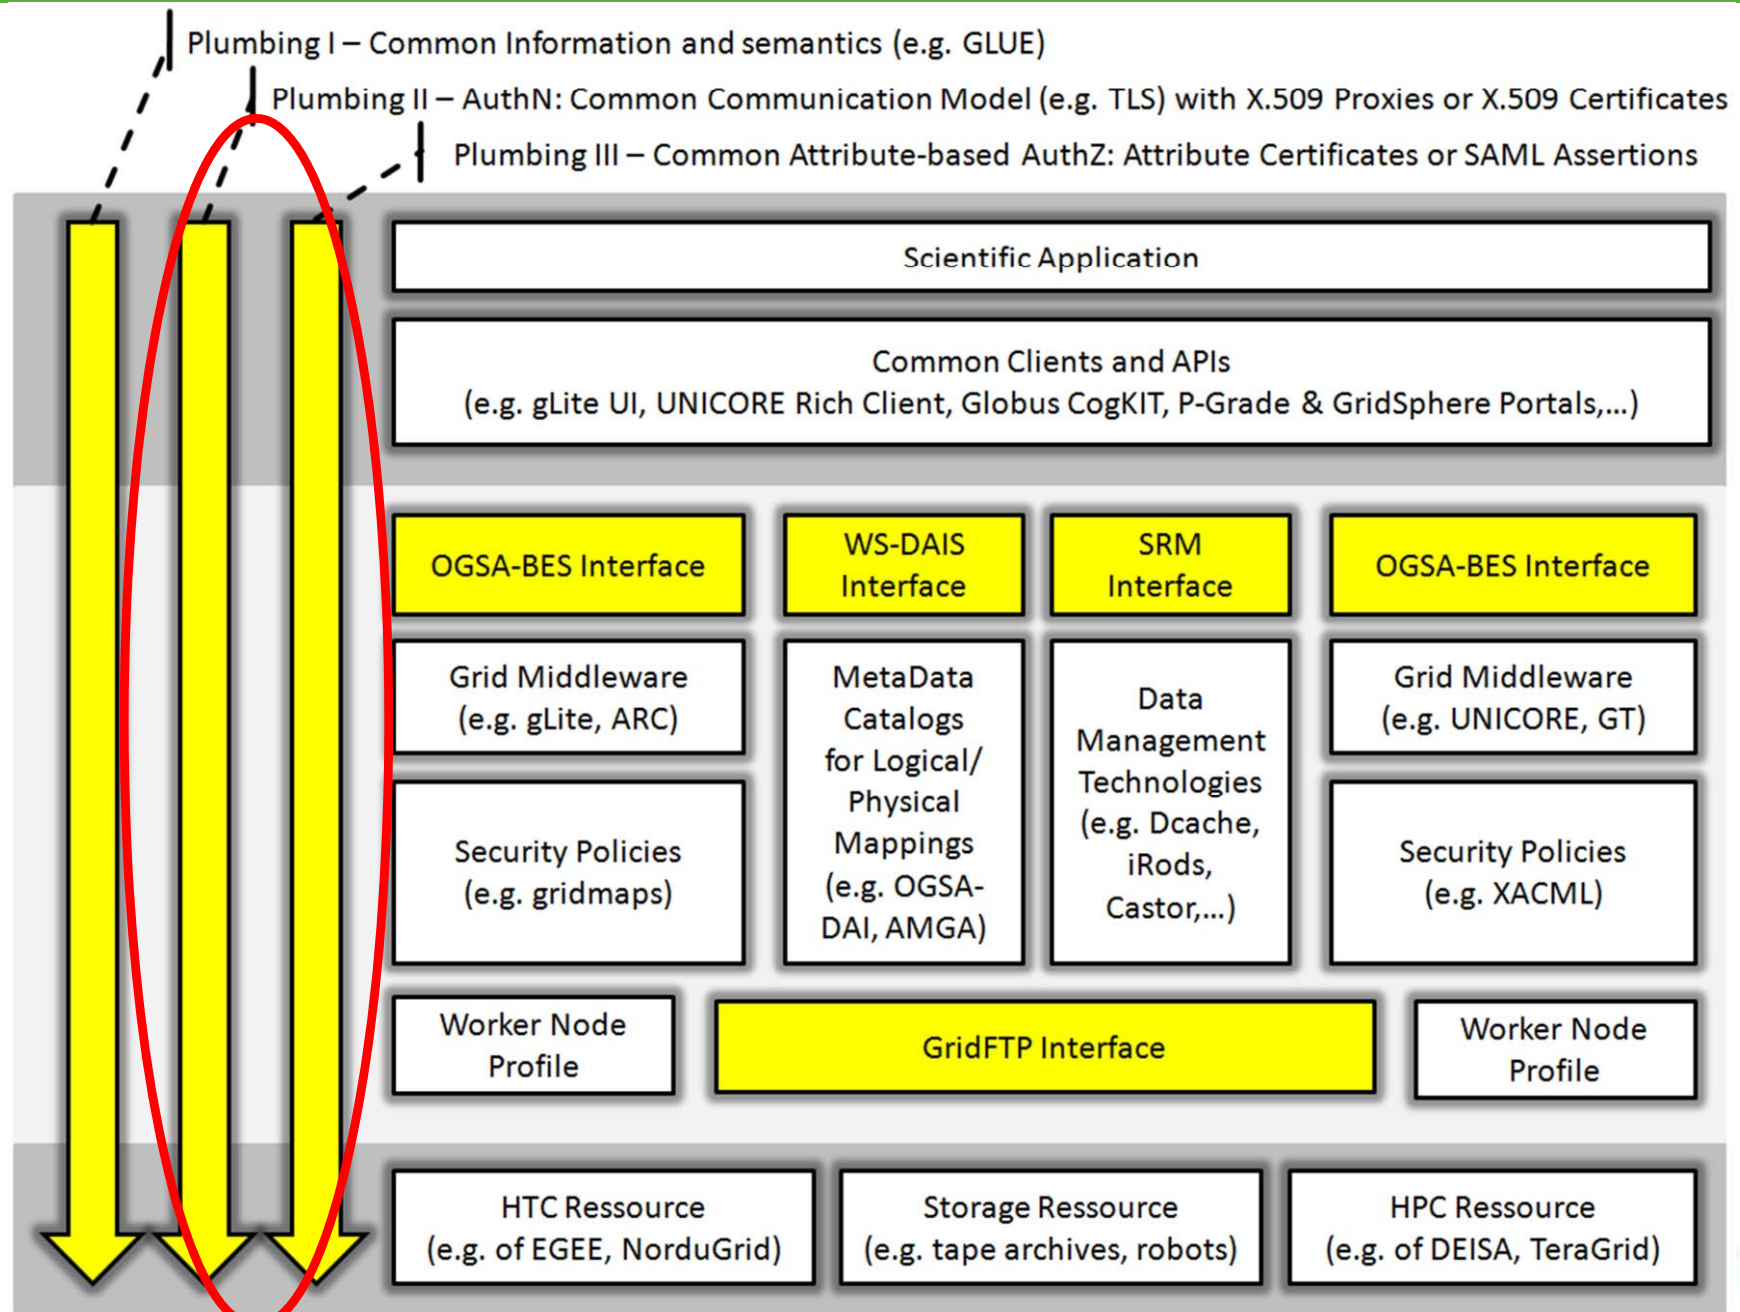 Plumbing I – Common Information and semantics (e.g. GLUE)
Plumbing II – AuthN: Common Communication Model (e.g. TLS) with X.509 Proxies or X.509 Certificates
Plumbing III – Common Attribute-based AuthZ: Attribute Certificates or SAML Assertions
Scientific Application
Common Clients and APIs
(e.g. gLite UI, UNICORE Rich Client, Globus CogKIT, P-Grade & GridSphere Portals,...)
OGSA-BES Interface
WS-DAIS
Interface
SRM
Interface
OGSA-BES Interface
Grid Middleware
(e.g. gLite, ARC)
Security Policies
(e.g. gridmaps)
MetaData
Catalogs
for Logical/
Physical
Mappings
(e.g. OGSA-
DAI, AMGA)
Data
Management
Technologies
(e.g. Dcache,
iRods,
Castor,...)
Grid Middleware
(e.g. UNICORE, GT)
Security Policies
(e.g. XACML)
Worker Node
Profile
GridFTP Interface
Worker Node
Profile
HTC Ressource
(e.g. of EGEE, NorduGrid)
Storage Ressource
(e.g. tape archives, robots)
HPC Ressource
(e.g. of DEISA, TeraGrid)